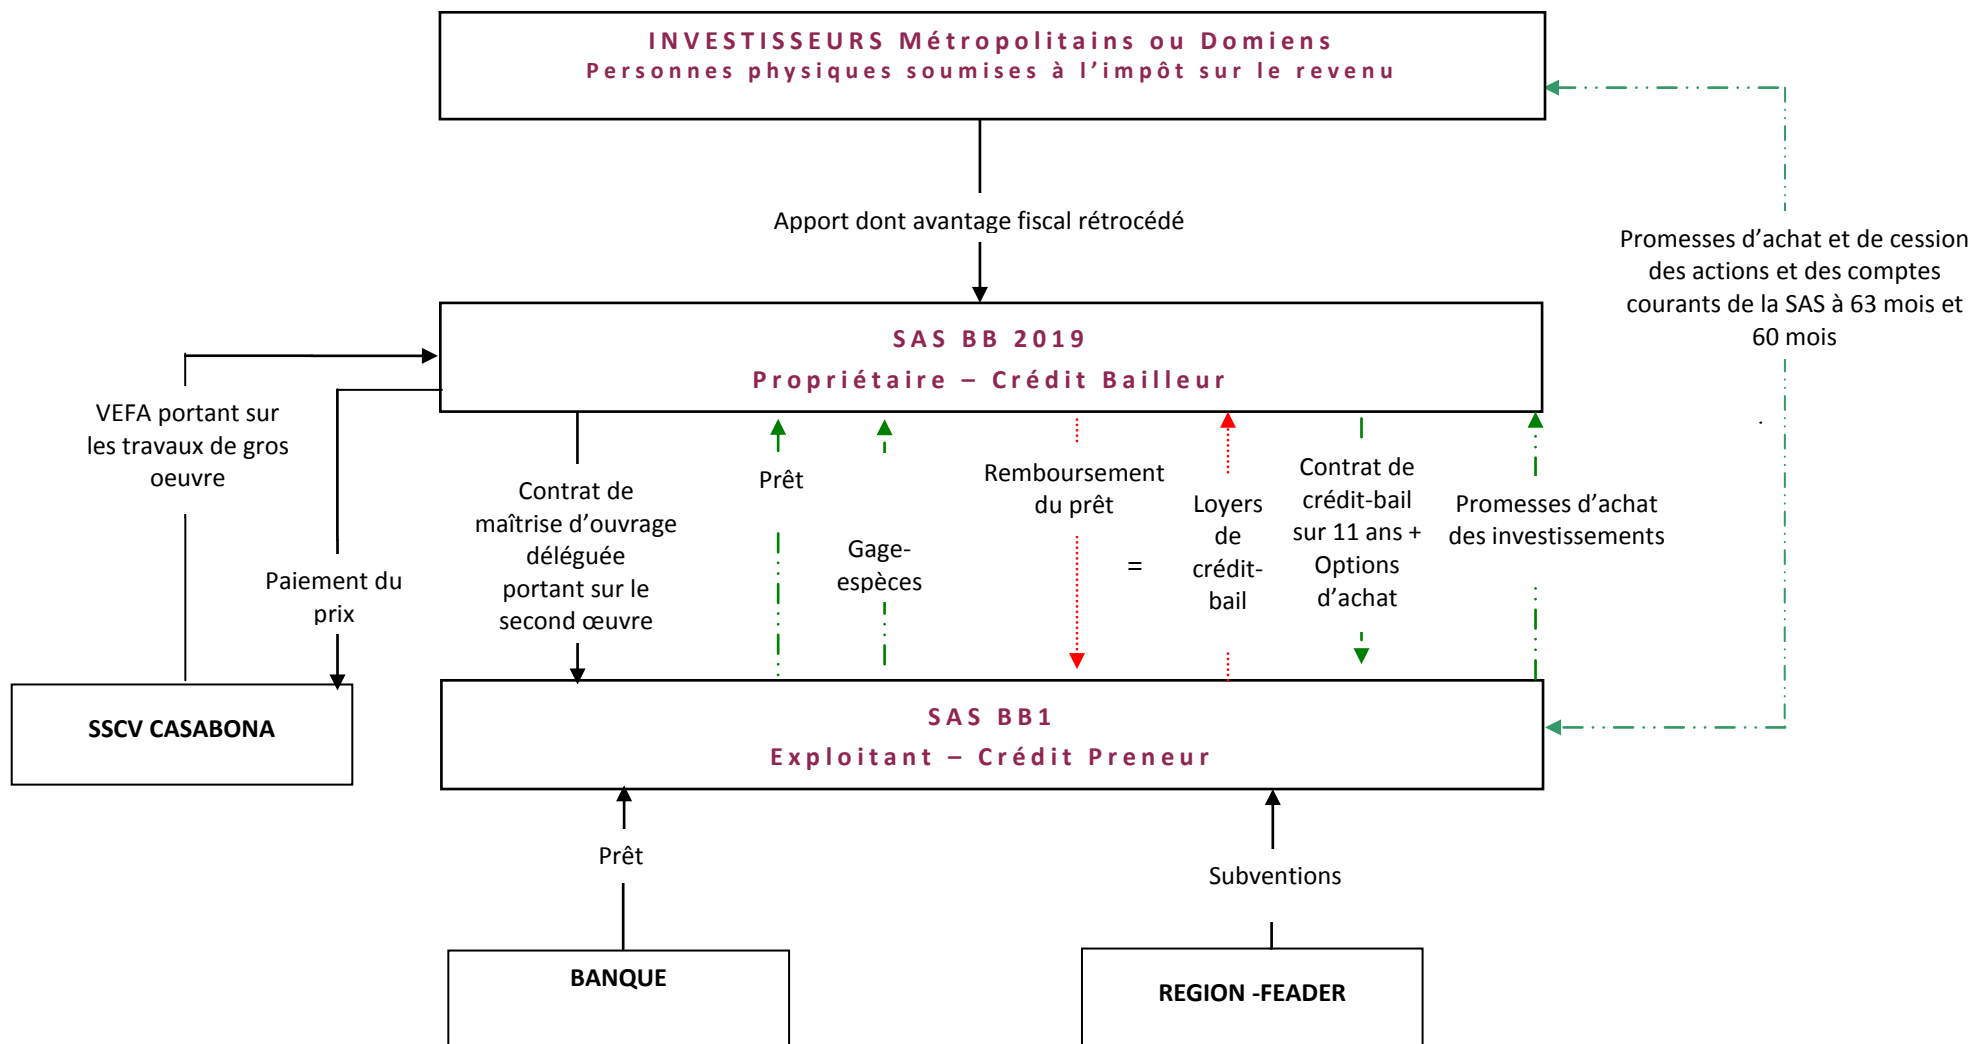 INVESTISSEURS Métropolitains ou Domiens
Personnes physiques soumises à l’impôt sur le revenu
Apport dont avantage fiscal rétrocédé
Promesses d’achat et de cession
des actions et des comptes
courants de la SAS à 63 mois et
60 mois
SAS BB 2019
Propriétaire – Crédit Bailleur
VEFA portant sur
les travaux de gros
oeuvre
Paiement du
prix
Contrat de
maîtrise d’ouvrage
déléguée
portant sur le
second œuvre
Prêt
Gage-
espèces
Remboursement
du prêt
=
Loyers
de
crédit-
bail
Contrat de
crédit-bail
sur 11 ans +
Options
d’achat
Promesses d’achat
des investissements
.
SSCV CASABONA
SAS BB1
Exploitant – Crédit Preneur
Prêt
Subventions
BANQUE
REGION -FEADER